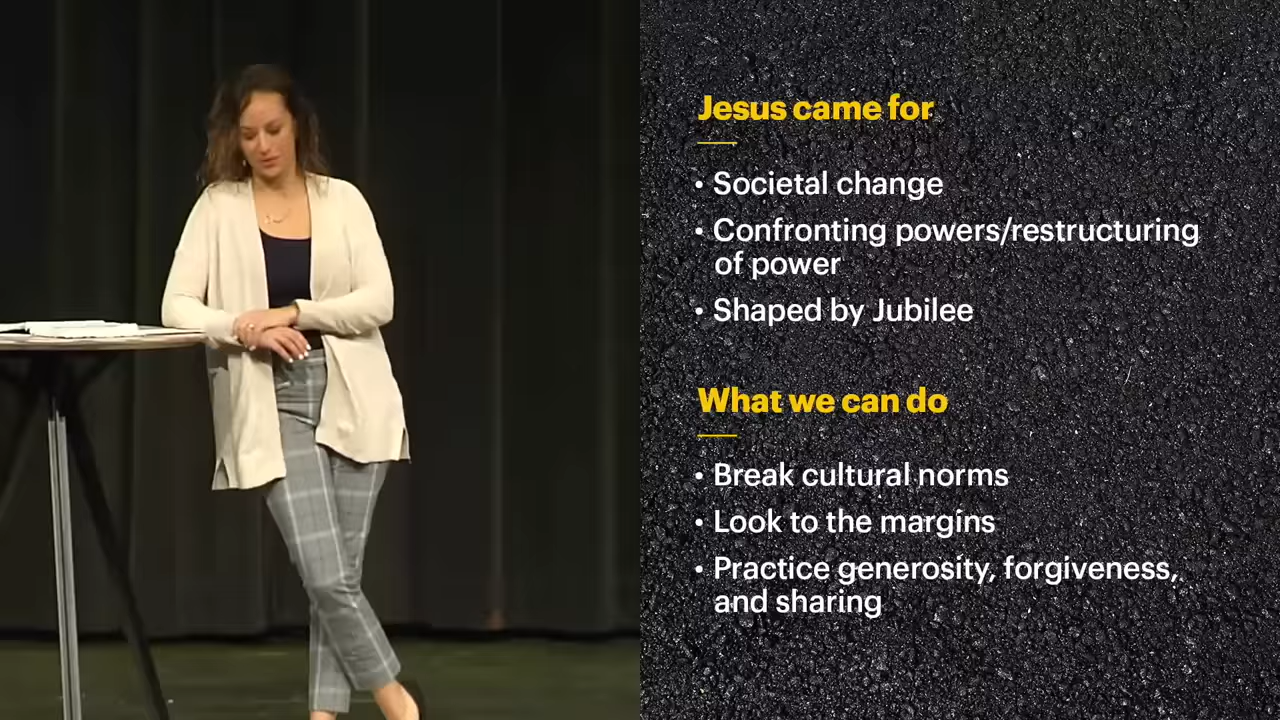 Jesus came for
• Societal change
• Confronting powers/restructuring
of power
• Shaped by Jubilee
What we can do
• Break cultural norms
• Look to the margins
• Practice generosity, forgiveness,
and sharing